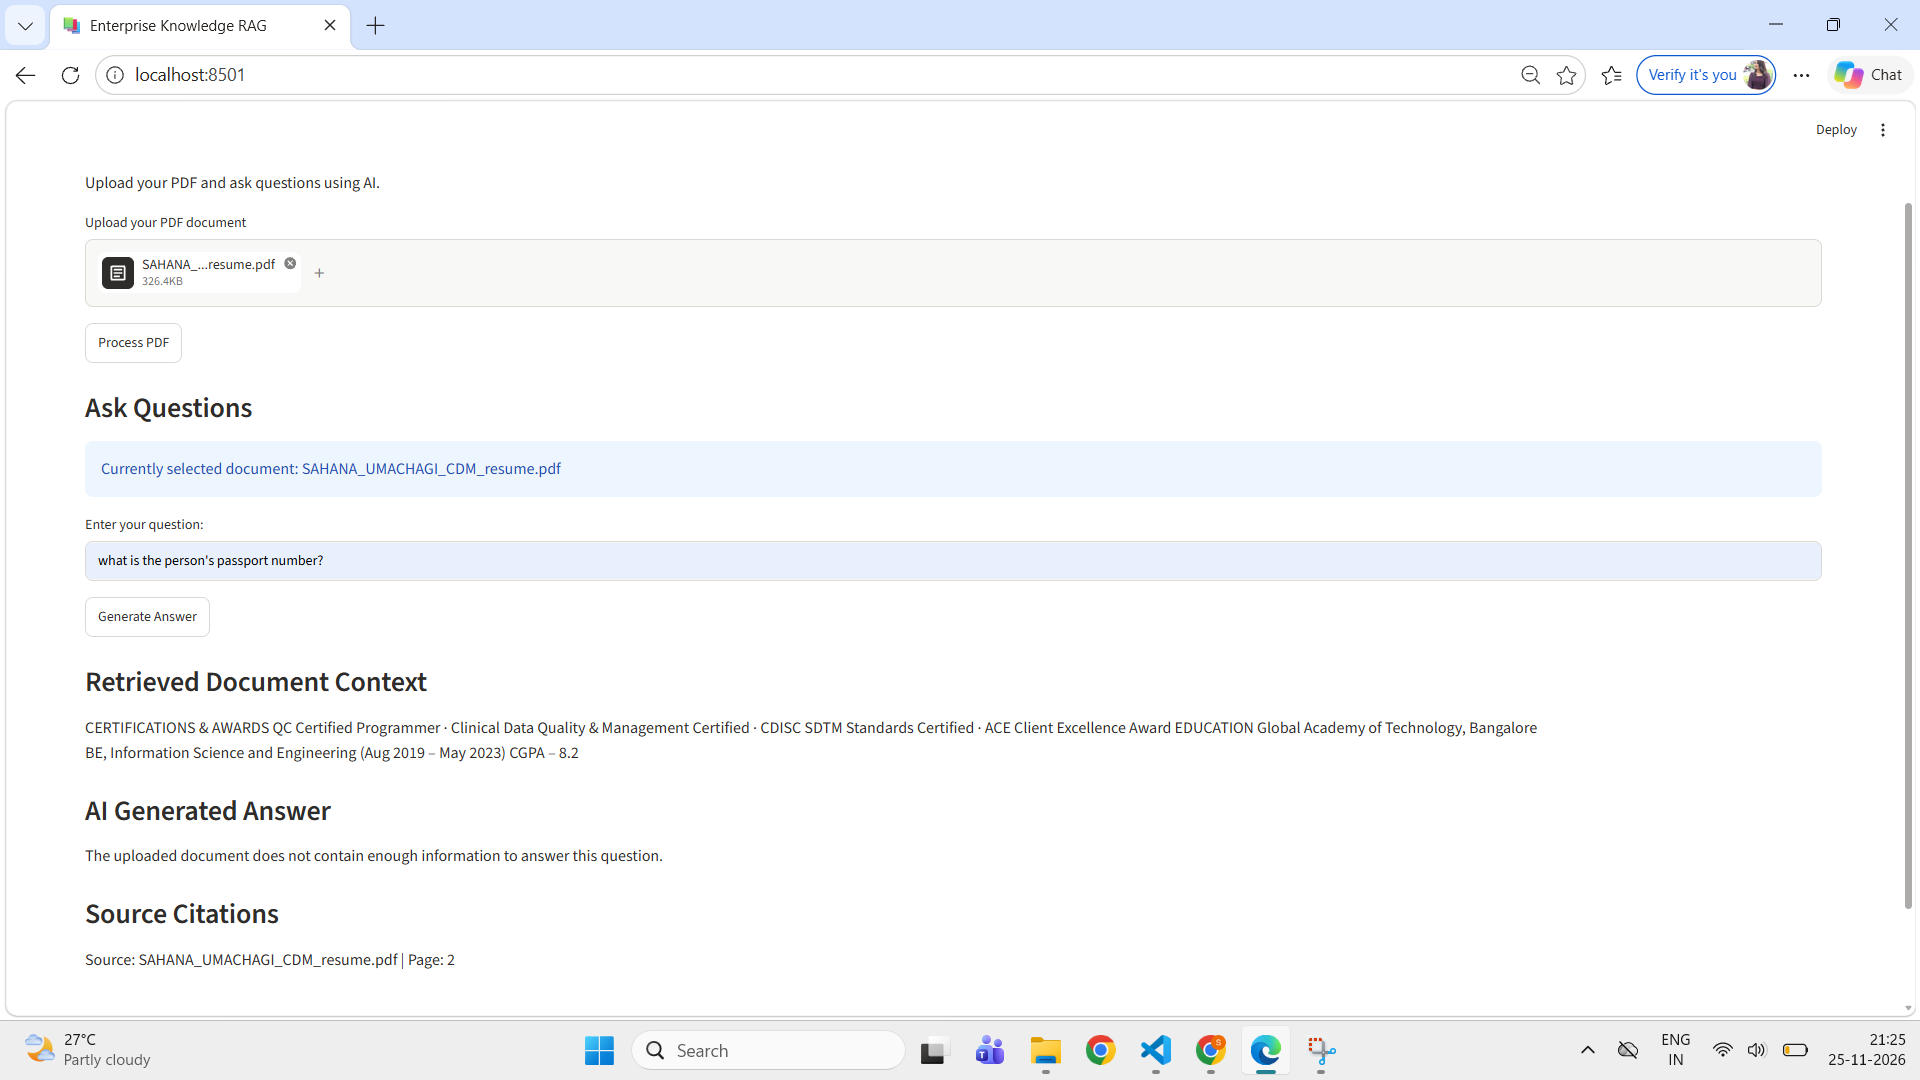 Enterprise Knowledge RAG
localhost:8501
Verify it's you
Chat
Deploy
Upload your PDF and ask questions using AI.
Upload your PDF document
SAHANA_...resume.pdf
326.4KB
Process PDF
Ask Questions
Currently selected document: SAHANA_UMACHAGI_CDM_resume.pdf
Enter your question:
what is the person's passport number?
Generate Answer
Retrieved Document Context
CERTIFICATIONS & AWARDS QC Certified Programmer · Clinical Data Quality & Management Certified · CDISC SDTM Standards Certified · ACE Client Excellence Award EDUCATION Global Academy of Technology, Bangalore
BE, Information Science and Engineering (Aug 2019 – May 2023) CGPA – 8.2
AI Generated Answer
The uploaded document does not contain enough information to answer this question.
Source Citations
Source: SAHANA_UMACHAGI_CDM_resume.pdf | Page: 2
27°C
Partly cloudy
Search
ENG
IN
21:25
25-11-2026